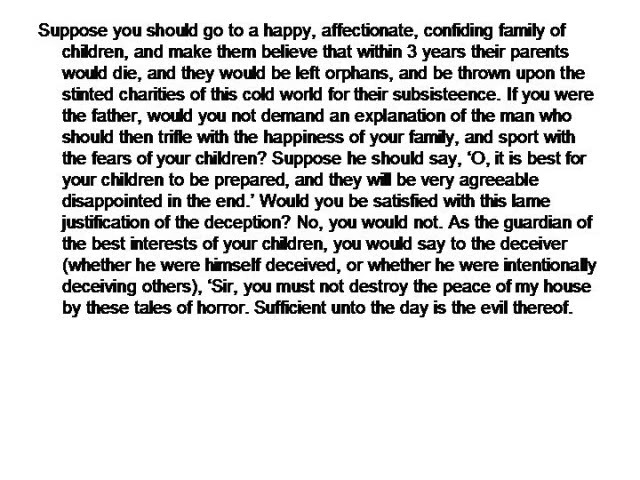 Suppose you should go to a happy, affectionate, confiding family of
children, and make them believe that within 3 years their parents
would die, and they would be left orphans, and be thrown upon the
stinted charities of this cold world for their subsisteence. If you were
the father, would you not demand an explanation of the man who
should then trifle with the happiness of your family, and sport with
the fears of your children? Suppose he should say, ‘O, it is best for
your children to be prepared, and they will be very agreeable
disappointed in the end.’ Would you be satisfied with this lame
justification of the deception? No, you would not. As the guardian of
the best interests of your children, you would say to the deceiver
(whether he were himself deceived, or whether he were intentionally
deceiving others), ‘Sir, you must not destroy the peace of my house
by these tales of horror. Sufficient unto the day is the evil thereof.